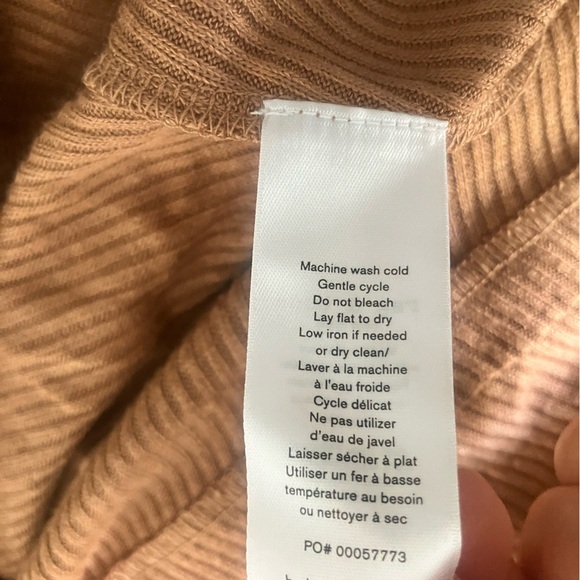 Machine wash cold
Gentle cycle
Do not bleach
Lay flat to dry
Low iron if needed
or dry clean/
Laver à la machine
à l'eau froide
Cycle délicat
Ne pas utilizer
d'eau de javel
Laisser sécher à plat
Utiliser un fer à basse
température au besoin
ou nettoyer à sec
PO# 00057773